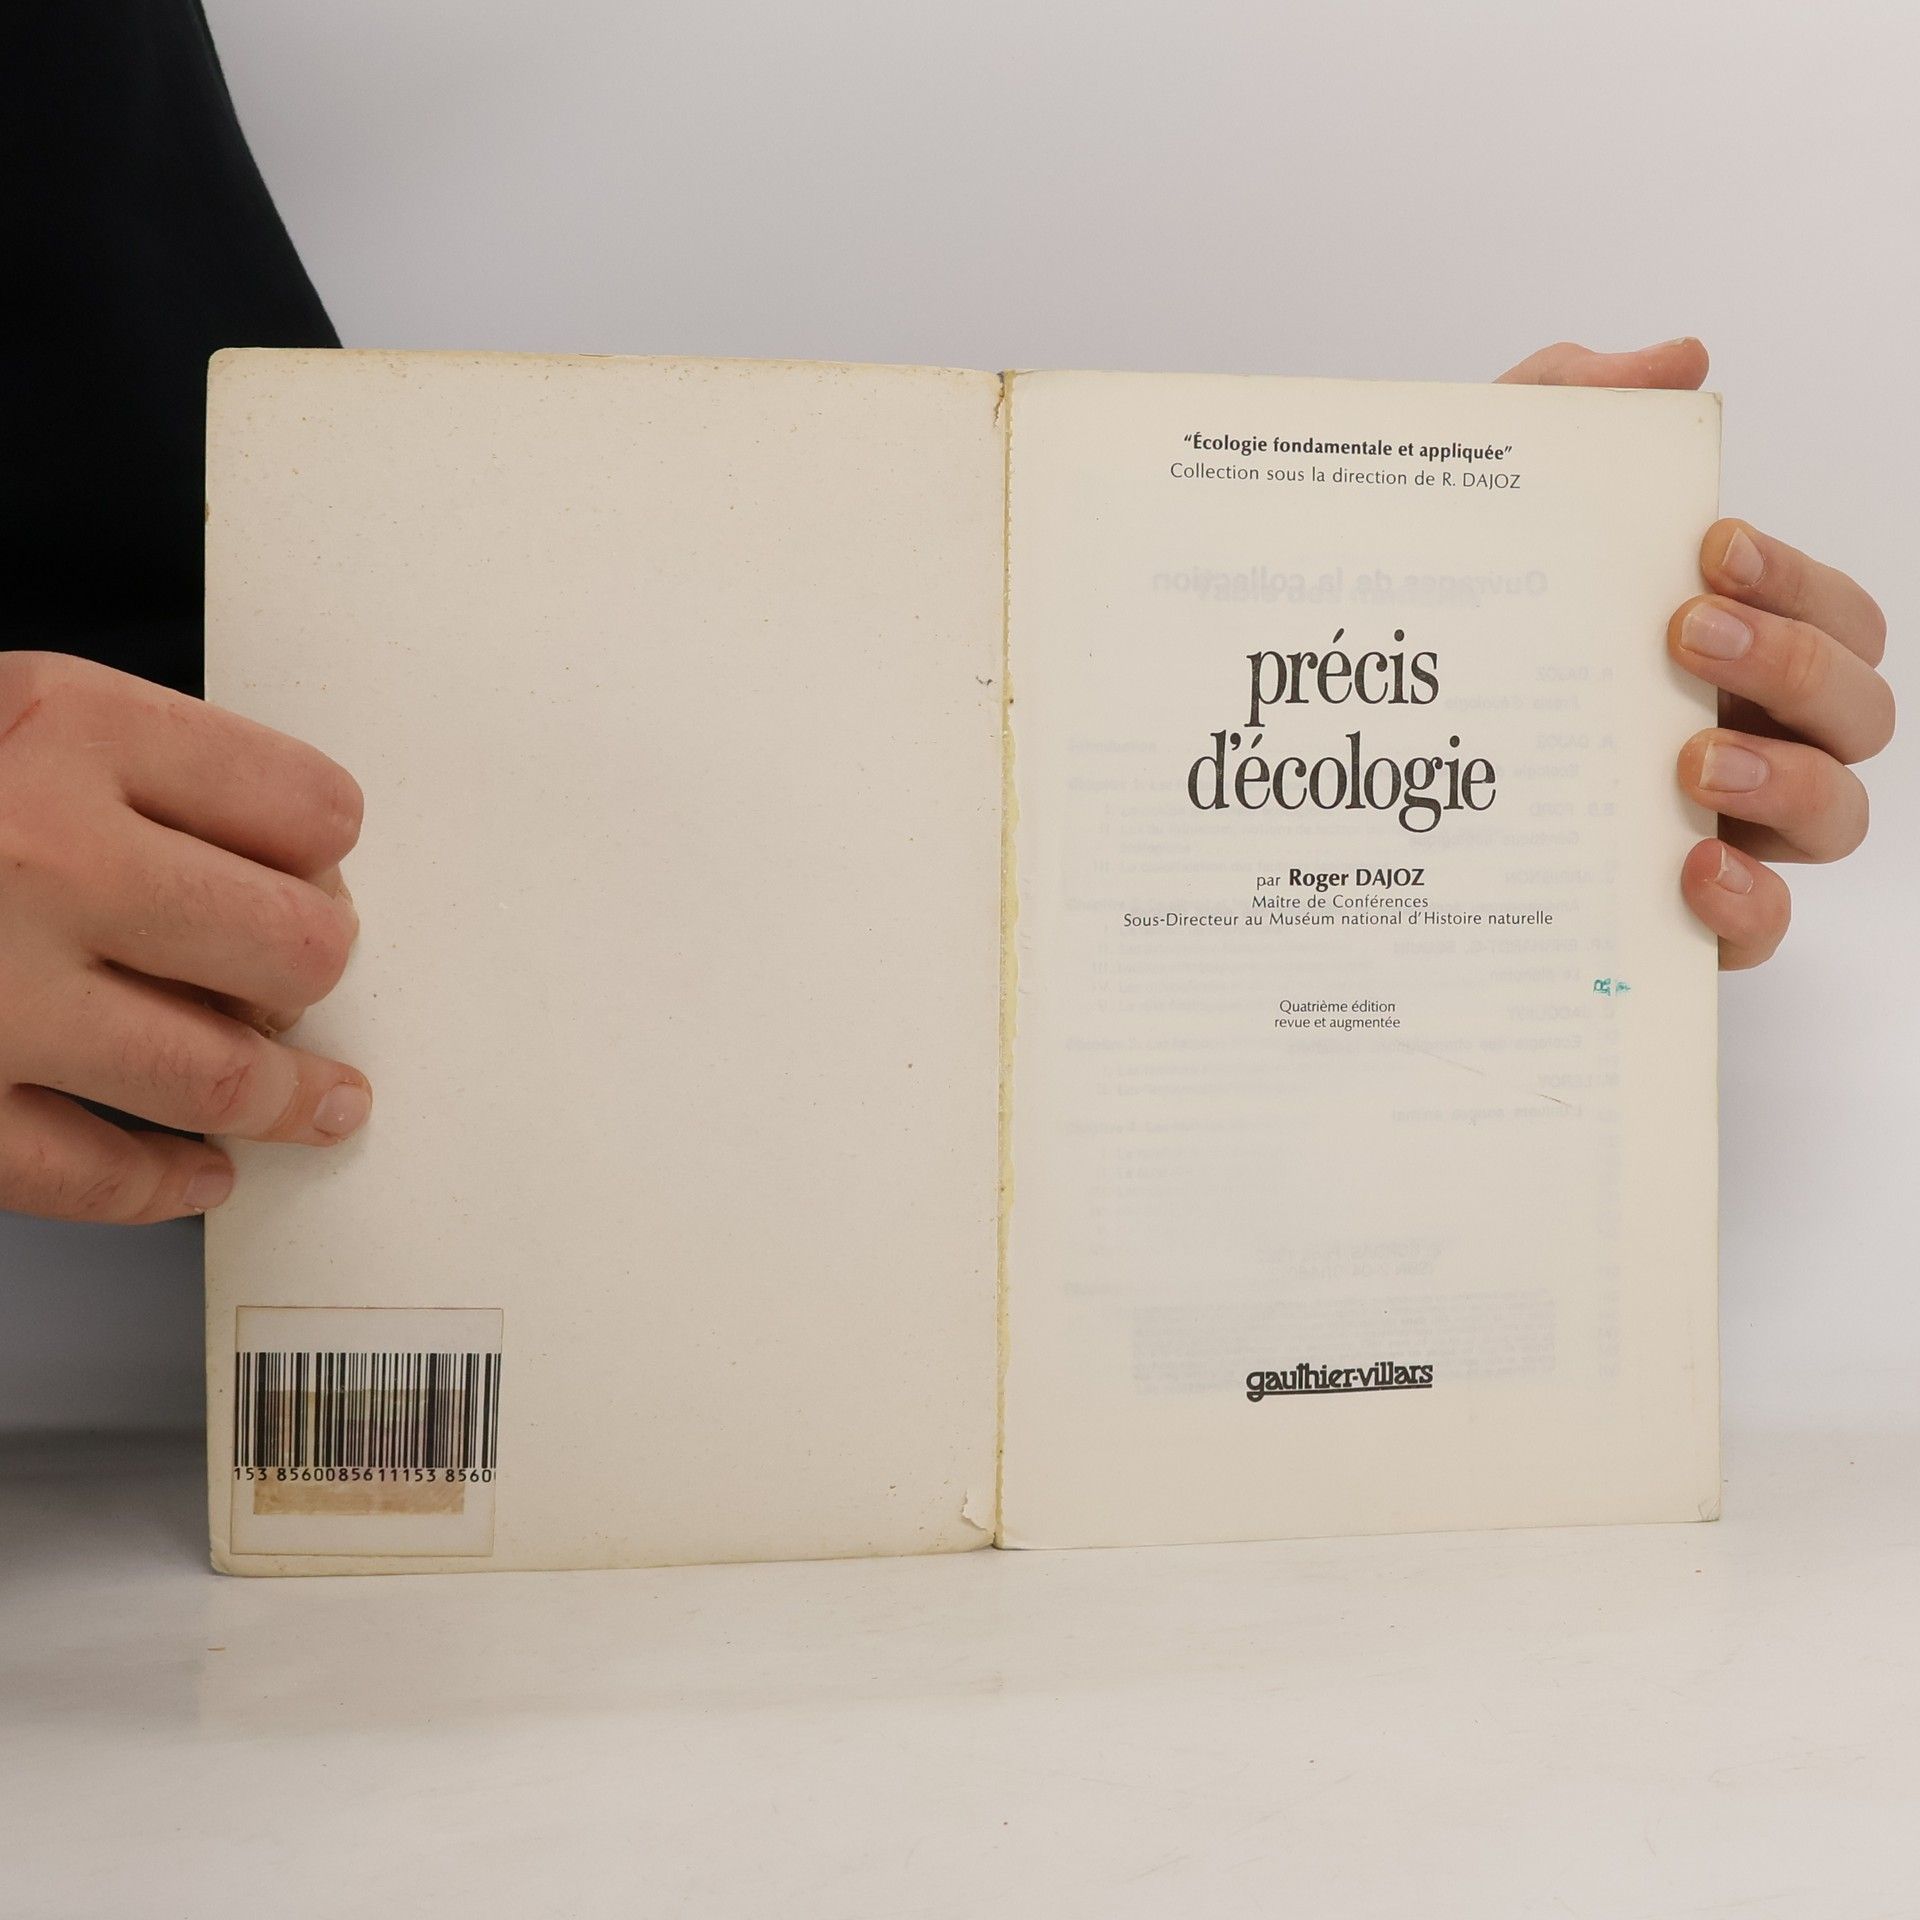 "Écologie fondamentale et appliquée"
Collection sous la direction de R. DAJOZ
précis
d'écologie
par Roger DAJOZ
Maître de Conférences
Sous-Directeur au Muséum national d'Histoire naturelle
Quatrième édition
revue et augmentée
gauthier-villars
153 8560085611153 8560